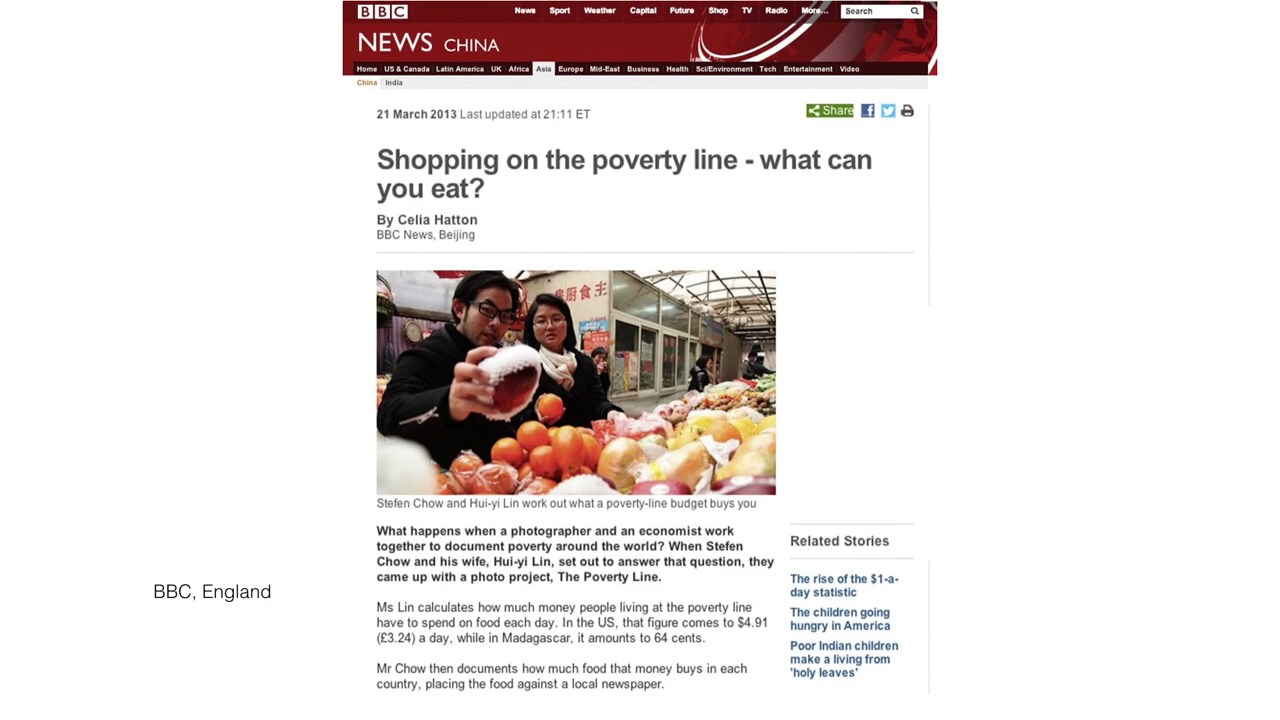 BBC
News Sport Weather Capital Future Shop TV Radio More... Search
NEWS CHINA
Home US & Canada Latin America UK Africa Asia Europe Mid-East Business Health Sci/Environment Tech Entertainment Video
China India
21 March 2013 Last updated at 21:11 ET
Share
Shopping on the poverty line - what can
you eat?
By Celia Hatton
BBC News, Beijing
厨食主
Stefen Chow and Hui-yi Lin work out what a poverty-line budget buys you
What happens when a photographer and an economist work
together to document poverty around the world? When Stefen
Chow and his wife, Hui-yi Lin, set out to answer that question, they
came up with a photo project, The Poverty Line.
Ms Lin calculates how much money people living at the poverty line
have to spend on food each day. In the US, that figure comes to $4.91
(£3.24) a day, while in Madagascar, it amounts to 64 cents.
Mr Chow then documents how much food that money buys in each
country, placing the food against a local newspaper.
Related Stories
The rise of the $1-a-
day statistic
The children going
hungry in America
Poor Indian children
make a living from
'holy leaves'
BBC, England